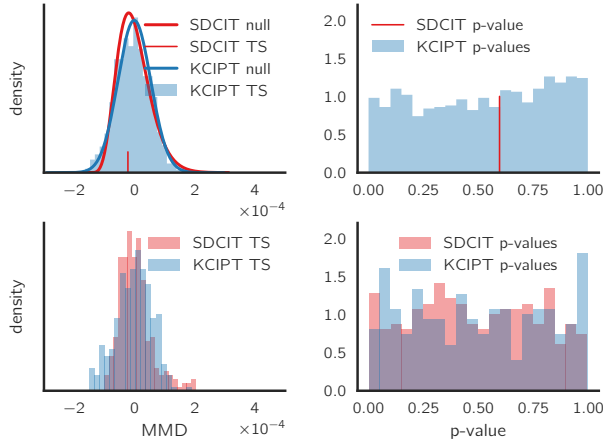 SDCIT null
SDCIT TS
KCIPT null
KCIPT TS
density
−2 0 2 4
×10⁻⁴
SDCIT p-value
KCIPT p-values
2.0
1.5
1.0
0.5
0.0
0.00 0.25 0.50 0.75 1.00
SDCIT TS
KCIPT TS
density
−2 0 2 4
×10⁻⁴
MMD
SDCIT p-values
KCIPT p-values
2.0
1.5
1.0
0.5
0.0
0.00 0.25 0.50 0.75 1.00
p-value